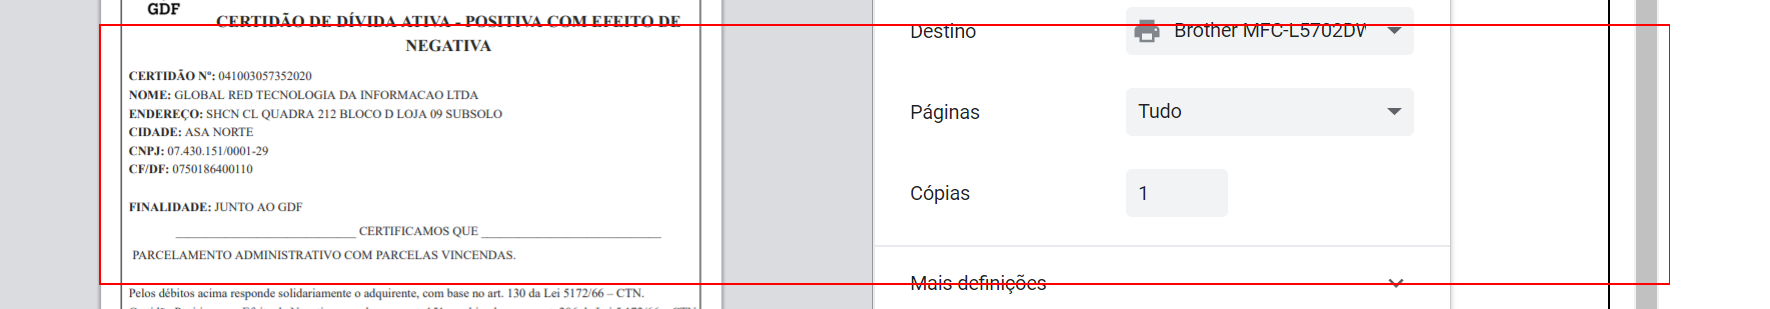 GDF
CERTIDÃO DE DÍVIDA ATIVA - POSITIVA COM EFEITO DE
NEGATIVA
CERTIDÃO Nº: 041003057352020
NOME: GLOBAL RED TECNOLOGIA DA INFORMACAO LTDA
ENDEREÇO: SHCN CL QUADRA 212 BLOCO D LOJA 09 SUBSOLO
CIDADE: ASA NORTE
CNPJ: 07.430.151/0001-29
CF/DF: 0750186400110
FINALIDADE: JUNTO AO GDF
CERTIFICAMOS QUE
PARCELAMENTO ADMINISTRATIVO COM PARCELAS VINCENDAS.
Pelos débitos acima responde solidariamente o adquirente, com base no art. 130 da Lei 5172/66 – CTN.
Destino
Brother MFC-L5702DW
Páginas
Tudo
Cópias
1
Mais definições